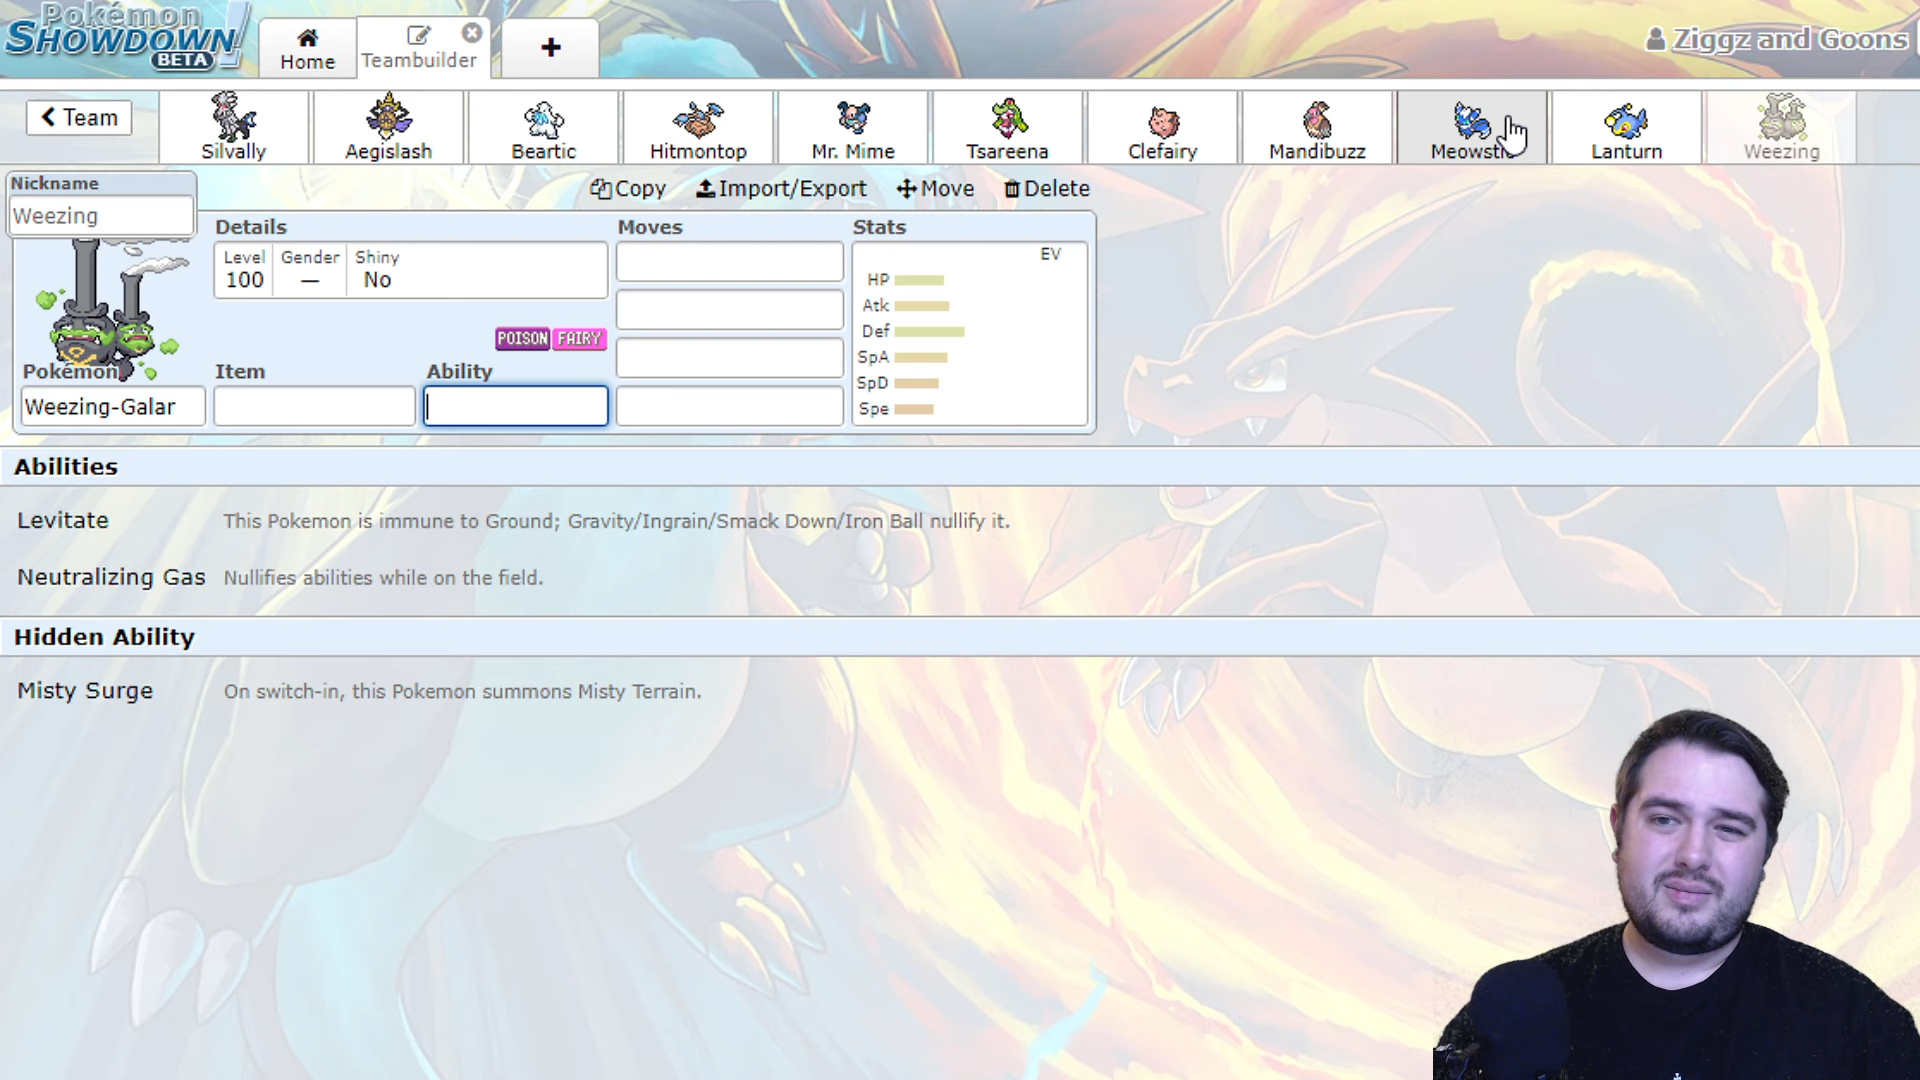 Pokémon
SHOWDOWN!
BETA
Home
Teambuilder
Ziggz and Goons
Team
Silvally
Aegislash
Beartic
Hitmontop
Mr. Mime
Tsareena
Clefairy
Mandibuzz
Meowsti
Lanturn
Weezing
Nickname
Weezing
Copy
Import/Export
Move
Delete
Details
Level
100
Gender
—
Shiny
No
POISON FAIRY
Pokémon
Weezing-Galar
Item
Ability
Moves
Stats
EV
HP
Atk
Def
SpA
SpD
Spe
Abilities
Levitate This Pokemon is immune to Ground; Gravity/Ingrain/Smack Down/Iron Ball nullify it.
Neutralizing Gas Nullifies abilities while on the field.
Hidden Ability
Misty Surge On switch-in, this Pokemon summons Misty Terrain.